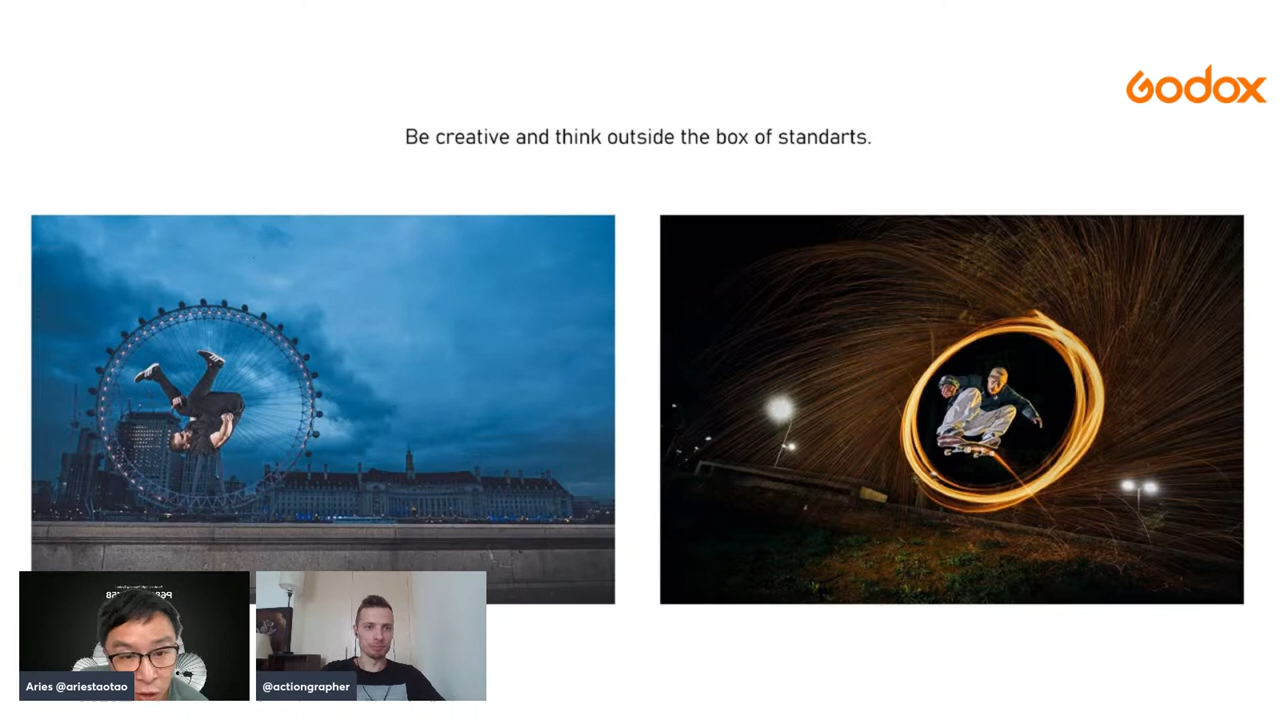 Godox
Be creative and think outside the box of standarts.
Aries @ariestaotao
@actiongrapher